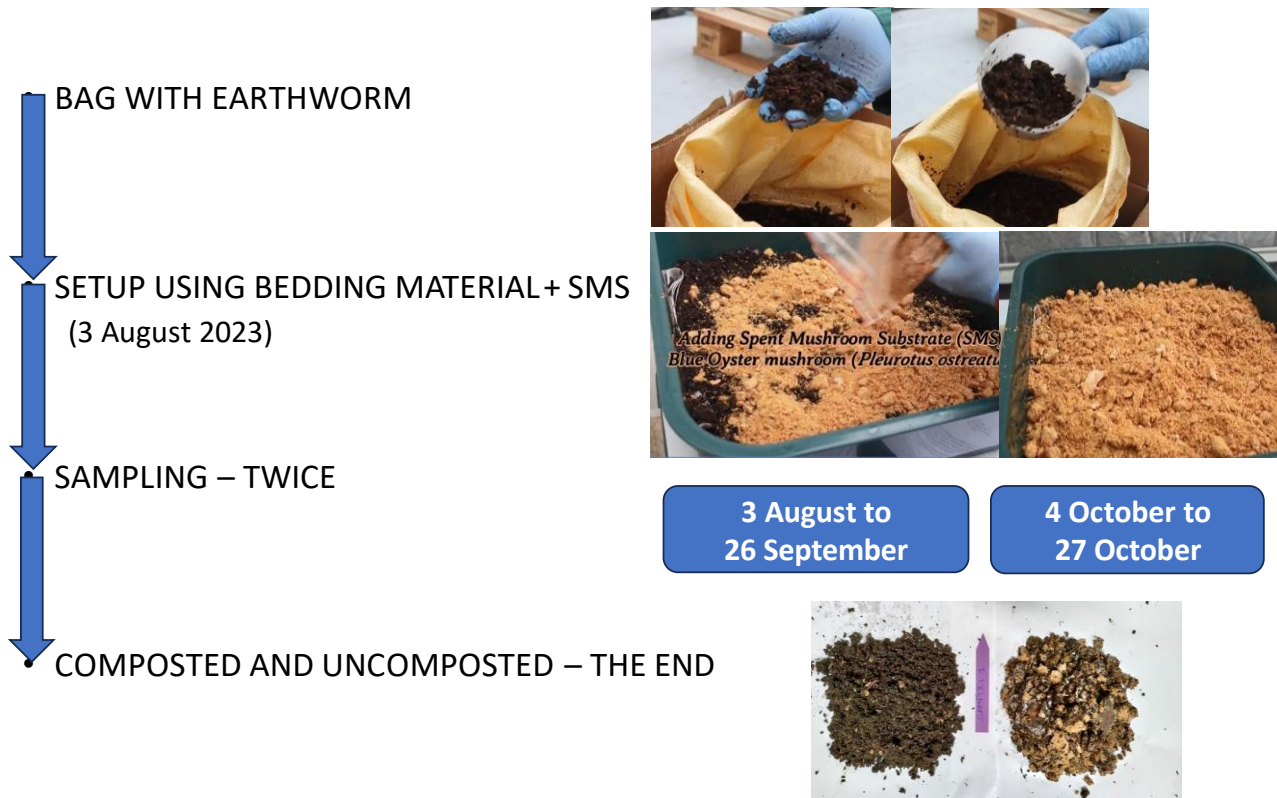 BAG WITH EARTHWORM
SETUP USING BEDDING MATERIAL + SMS
(3 August 2023)
Adding Spent Mushroom Substrate (SMS)
Blue Oyster mushroom (Pleurotus ostreatu
SAMPLING – TWICE
3 August to
26 September
4 October to
27 October
COMPOSTED AND UNCOMPOSTED – THE END